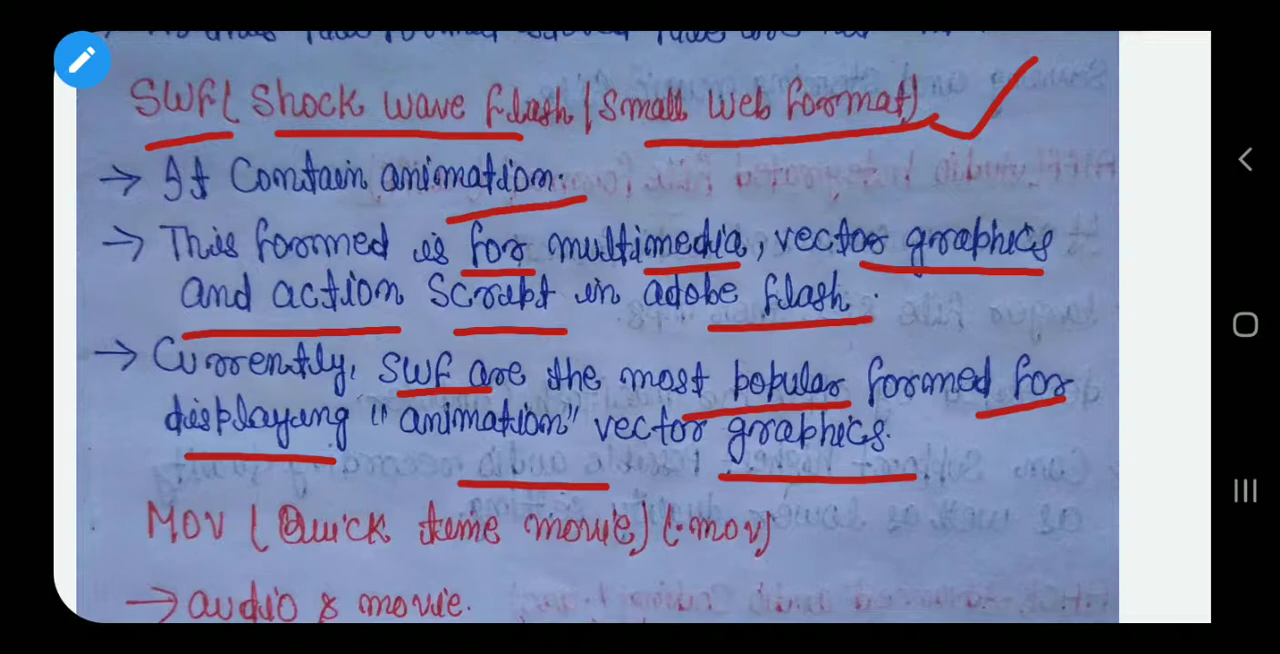 SWF( Shock wave flash (Small Web format)
→ It Contain animation.
→ This formed is for multimedia, vector graphics
and action Script in adobe flash.
→ Currently, SWF are the most popular formed for
displaying "animation" vector graphics.
MOV (Quick time movie) (.mov)
→ audio & movie.